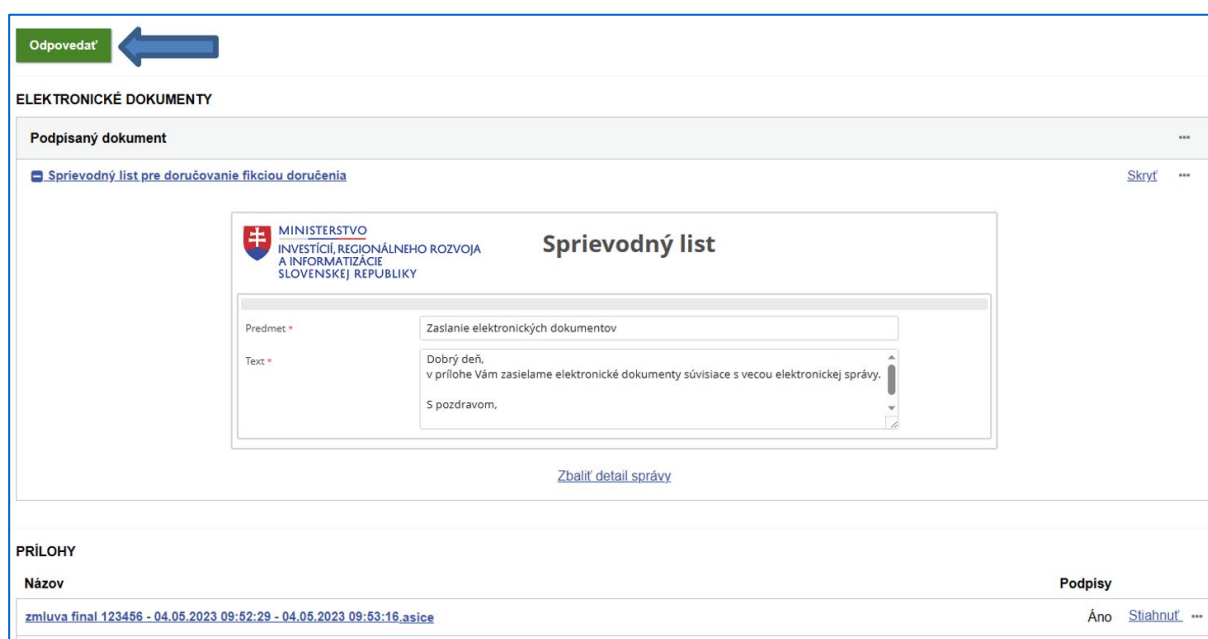 Odpovedať
ELEKTRONICKÉ DOKUMENTY
Podpísaný dokument
Sprievodný list pre doručovanie fikciou doručenia Skryť
MINISTERSTVO
INVESTÍCIÍ, REGIONÁLNEHO ROZVOJA
A INFORMATIZÁCIE
SLOVENSKEJ REPUBLIKY
Sprievodný list
Predmet * Zaslanie elektronických dokumentov
Text * Dobrý deň,
v prílohe Vám zasielame elektronické dokumenty súvisiace s vecou elektronickej správy.
S pozdravom,
Zbaliť detail správy
PRÍLOHY
Názov Podpisy
zmluva final 123456 - 04.05.2023 09:52:29 - 04.05.2023 09:53:16.asice Áno Stiahnuť